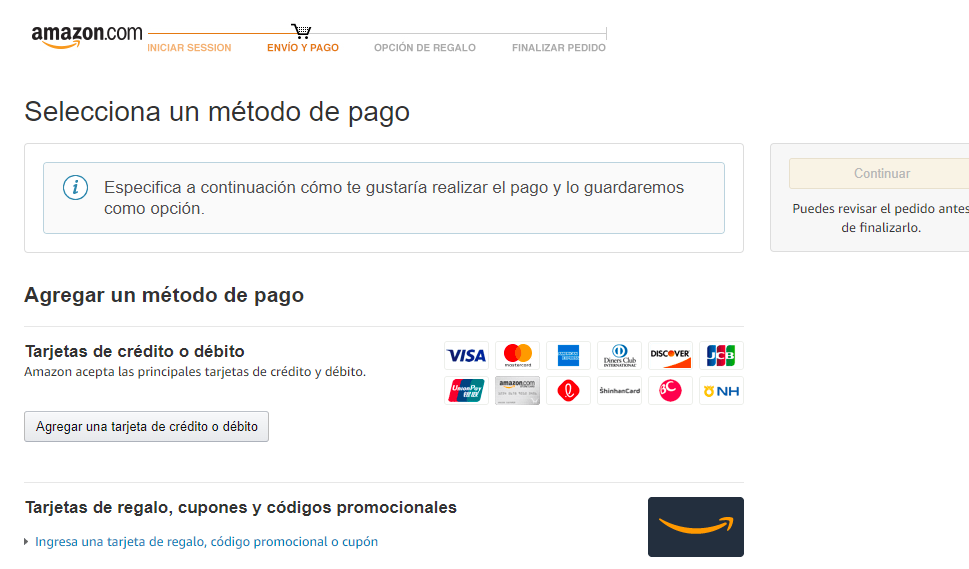 amazon.com
INICIAR SESSION ENVÍO Y PAGO OPCIÓN DE REGALO FINALIZAR PEDIDO
Selecciona un método de pago
i Especifica a continuación cómo te gustaría realizar el pago y lo guardaremos
como opción.
Continuar
Puedes revisar el pedido antes
de finalizarlo.
Agregar un método de pago
Tarjetas de crédito o débito
Amazon acepta las principales tarjetas de crédito y débito.
VISA mastercard AMERICAN EXPRESS Diners Club INTERNATIONAL DISCOVER JCB
UnionPay 银联 amazon.com ShinhanCard NH
Agregar una tarjeta de crédito o débito
Tarjetas de regalo, cupones y códigos promocionales
Ingresa una tarjeta de regalo, código promocional o cupón